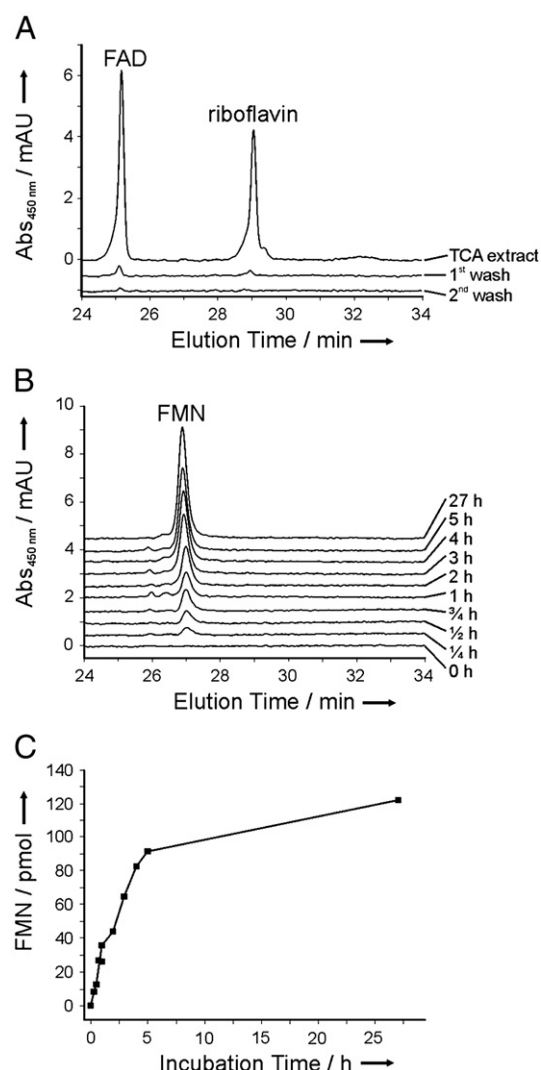 A
FAD
riboflavin
6
4
2
0
Abs450 nm / mAU
TCA extract
1st wash
2nd wash
24 26 28 30 32 34
Elution Time / min
B
FMN
10
8
6
4
2
0
Abs450 nm / mAU
27 h
5 h
4 h
3 h
2 h
1 h
¾ h
½ h
¼ h
0 h
24 26 28 30 32 34
Elution Time / min
C
140
120
100
80
60
40
20
0
FMN / pmol
0 5 10 15 20 25
Incubation Time / h